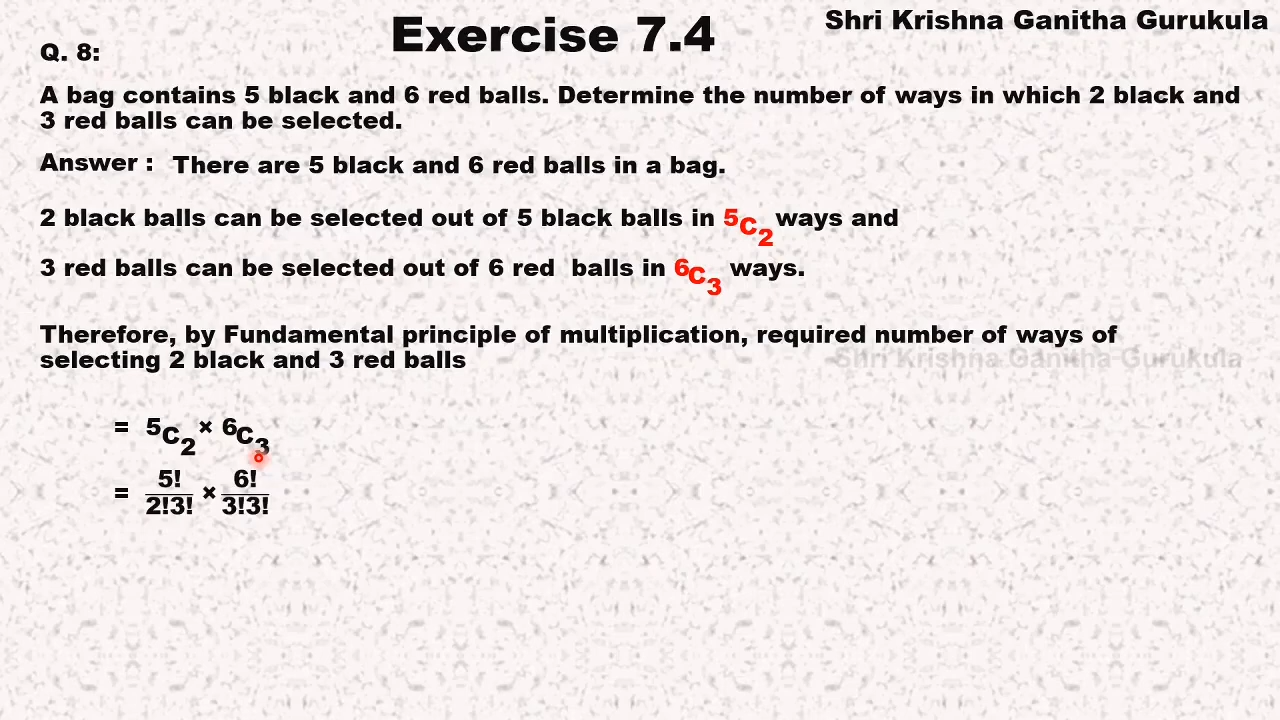 Exercise 7.4
Shri Krishna Ganitha Gurukula
Q. 8:
A bag contains 5 black and 6 red balls. Determine the number of ways in which 2 black and
3 red balls can be selected.
Answer : There are 5 black and 6 red balls in a bag.
2 black balls can be selected out of 5 black balls in 5C2 ways and
3 red balls can be selected out of 6 red balls in 6C3 ways.
Therefore, by Fundamental principle of multiplication, required number of ways of
selecting 2 black and 3 red balls
Shri Krishna Ganitha Gurukula
= 5C2 × 6C3
= 5!/2!3! × 6!/3!3!